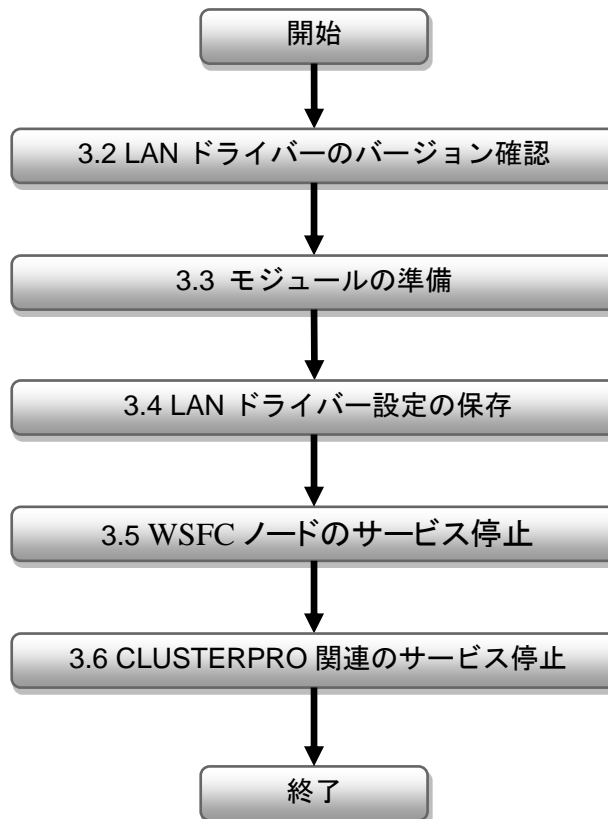 開始
3.2 LAN ドライバーのバージョン確認
3.3 モジュールの準備
3.4 LAN ドライバー設定の保存
3.5 WSFC ノードのサービス停止
3.6 CLUSTERPRO 関連のサービス停止
終了